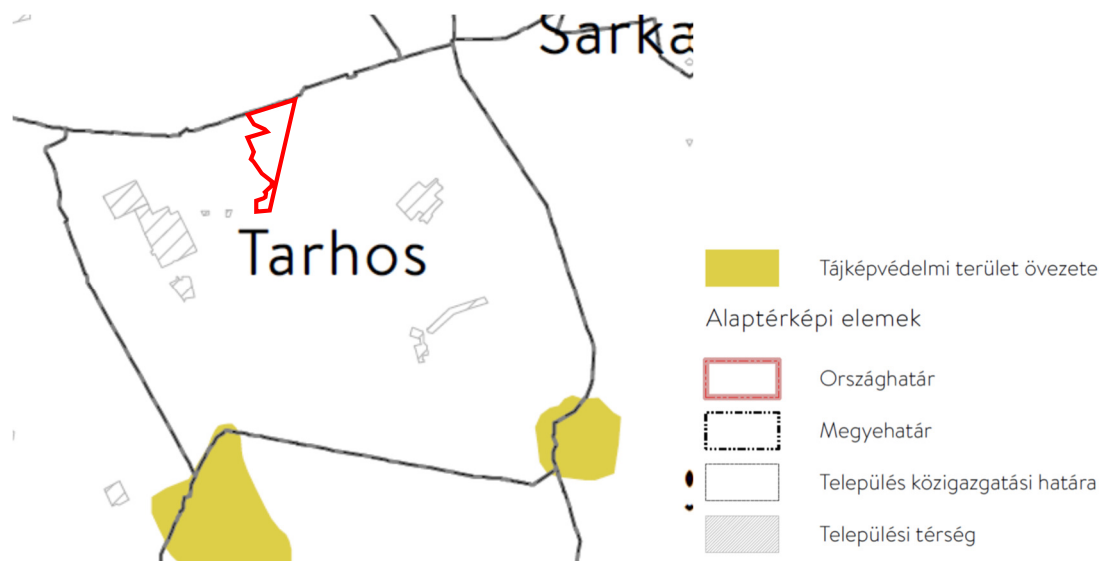 Sarka
Tarhos
Tájképvédelmi terület övezete
Alaptérképi elemek
Országhatár
Megyehatár
Település közigazgatási határa
Települési térség